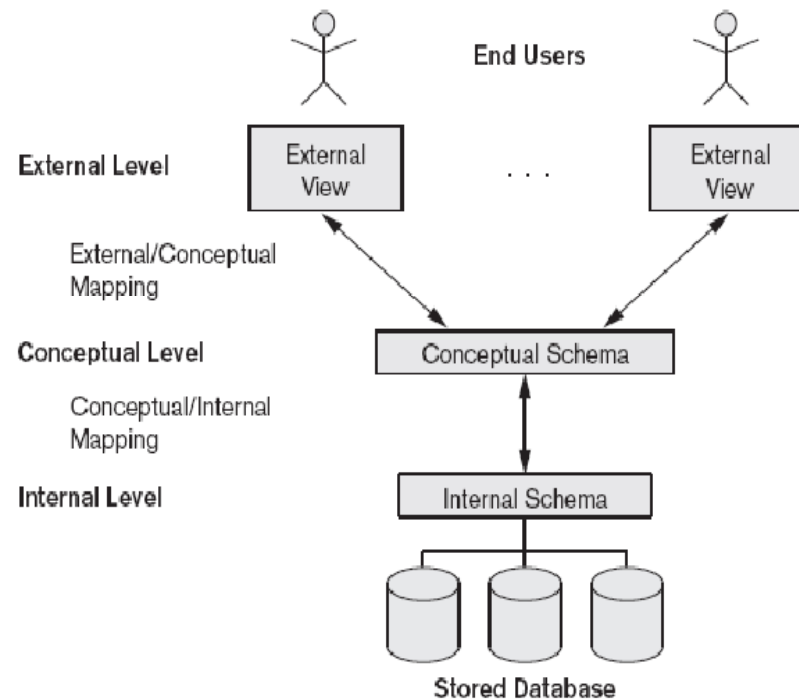 End Users
External Level
External
View
. . .
External
View
External/Conceptual
Mapping
Conceptual Level
Conceptual Schema
Conceptual/Internal
Mapping
Internal Level
Internal Schema
Stored Database